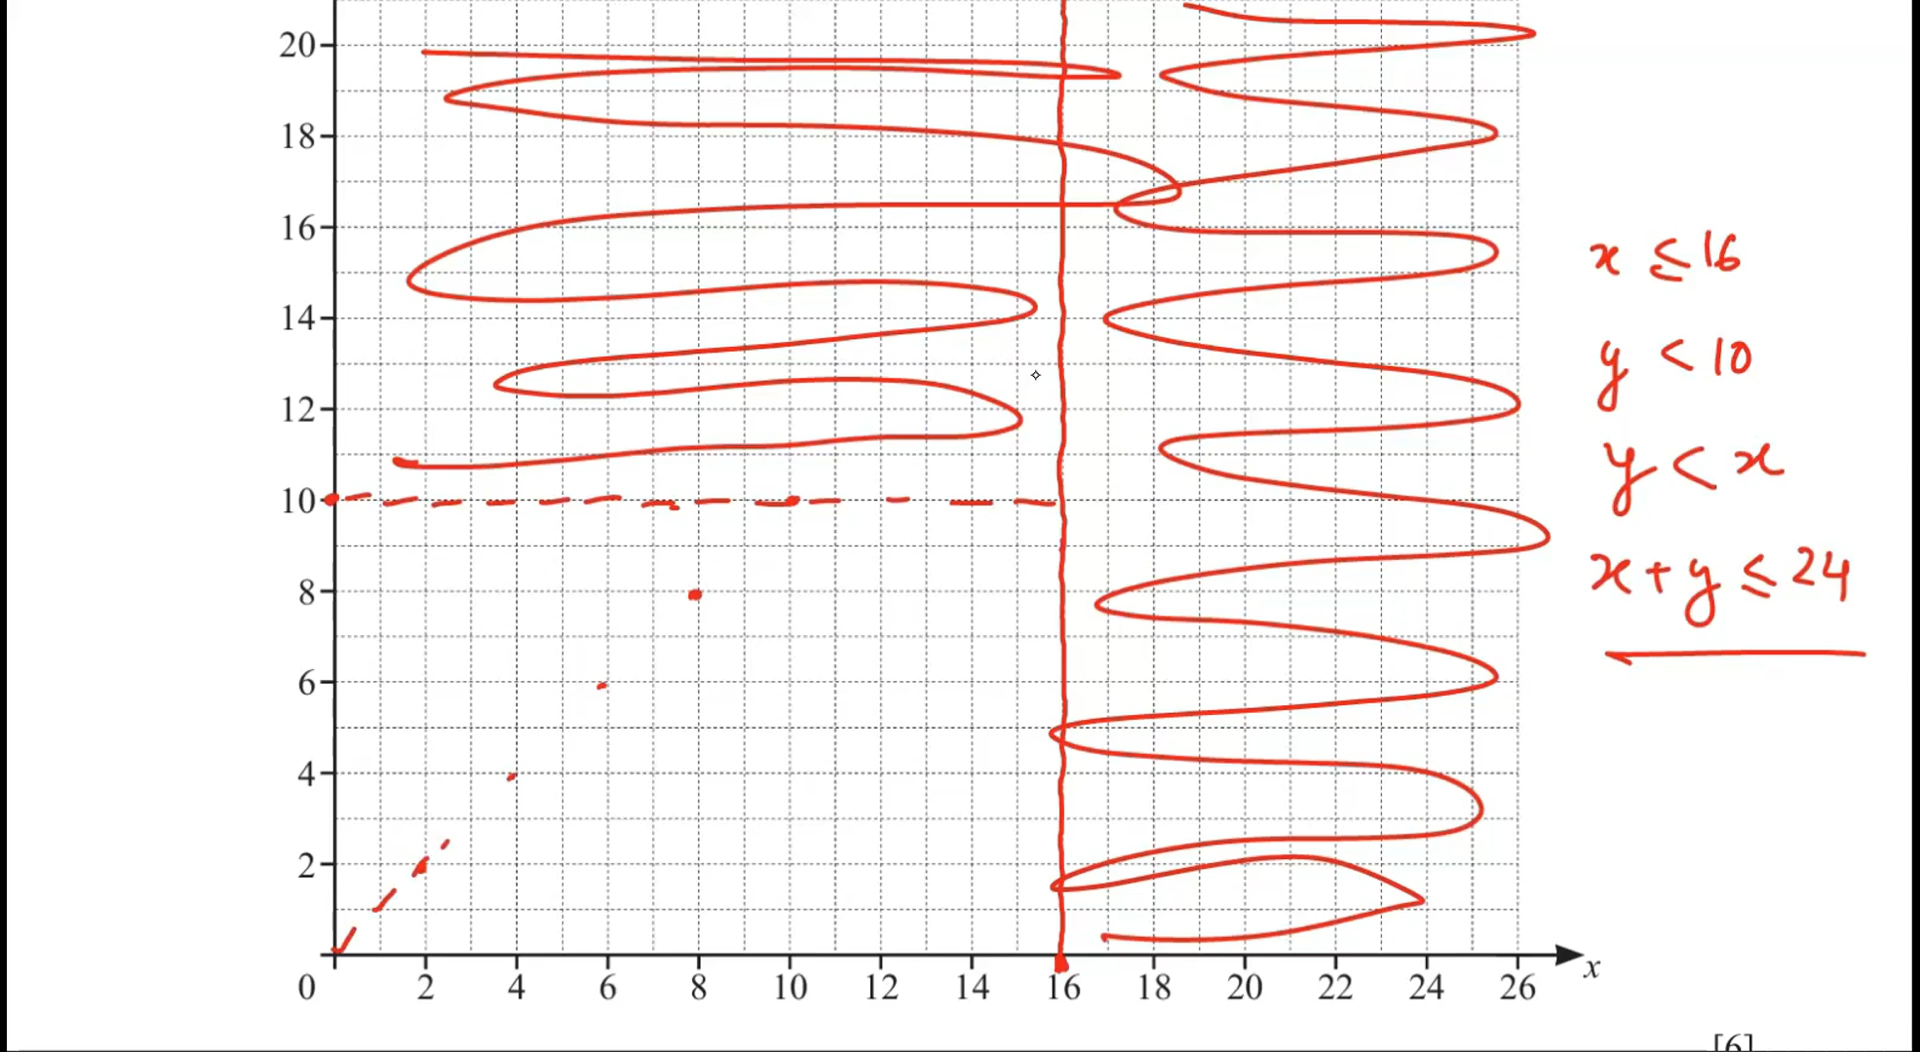 20
18
16
14
12
10
8
6
4
2
0 2 4 6 8 10 12 14 16 18 20 22 24 26
x
x ≤ 16
y < 10
y < x
x + y ≤ 24
[6]